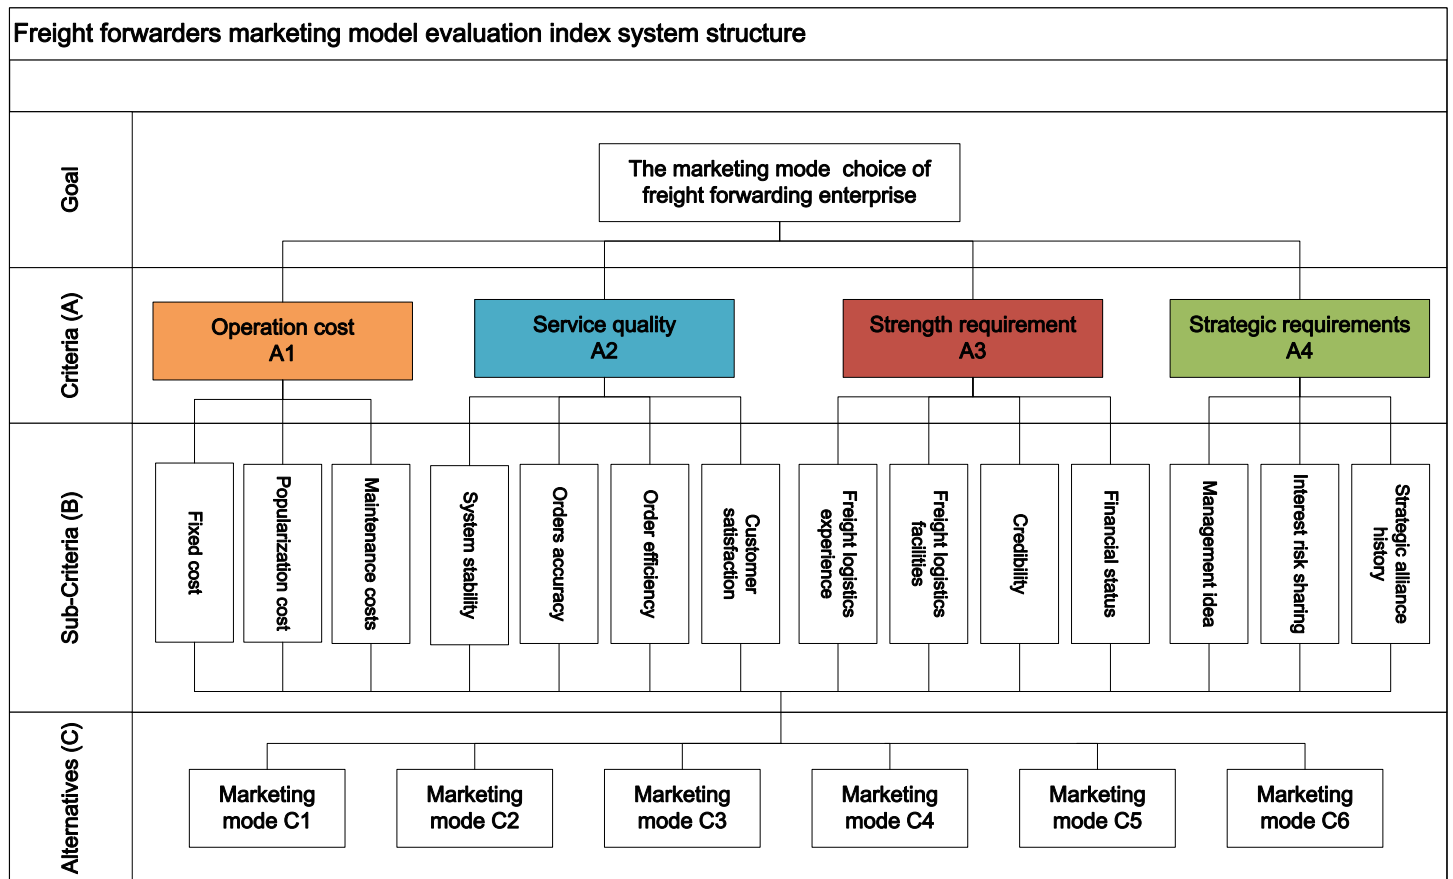 Freight forwarders marketing model evaluation index system structure
Goal
The marketing mode choice of
freight forwarding enterprise
Criteria (A)
Operation cost
A1
Service quality
A2
Strength requirement
A3
Strategic requirements
A4
Sub-Criteria (B)
Fixed cost
Popularization cost
Maintenance costs
System stability
Orders accuracy
Order efficiency
Customer
satisfaction
Freight logistics
experience
Freight logistics
facilities
Credibility
Financial status
Management idea
Interest risk sharing
Strategic alliance
history
Alternatives (C)
Marketing
mode C1
Marketing
mode C2
Marketing
mode C3
Marketing
mode C4
Marketing
mode C5
Marketing
mode C6